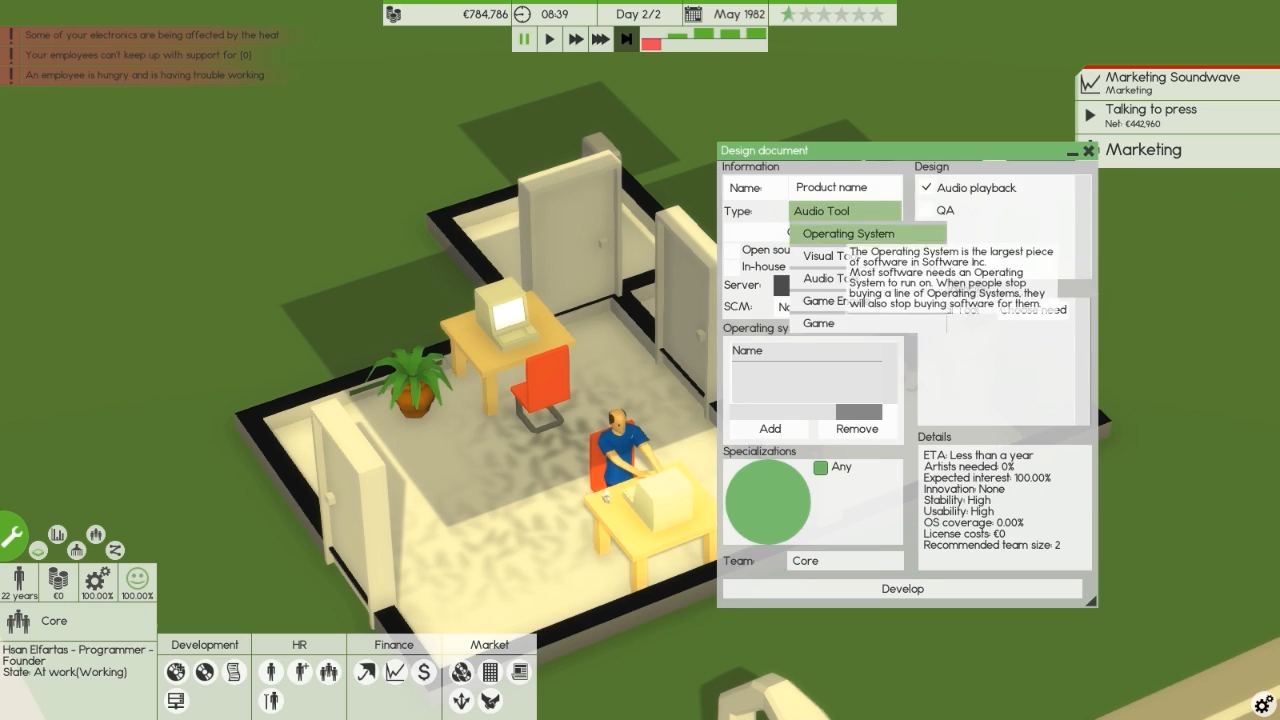 €784,786
08:39
Day 2/2
May 1982
Some of your electronics are being affected by the heat
Your employees can't keep up with support for {0}
An employee is hungry and is having trouble working
Marketing Soundwave
Marketing
Talking to press
Net: €442,960
Marketing
Design document
Information
Name:
Product name
Type:
Audio Tool
Operating System
Visual To
Audio To
Game En
Game
Open sou
In-house
Server:
SCM:
The Operating System is the largest piece
of software in Software Inc.
Most software needs an Operating
System to run on. When people stop
buying a line of Operating Systems, they
will also stop buying software for them.
Operating sy
Name
Add
Remove
Specializations
Any
Team:
Core
Design
Audio playback
QA
Choose need
Details
ETA: Less than a year
Artists needed: 0%
Expected interest: 100.00%
Innovation: None
Stability: High
Usability: High
OS coverage: 0.00%
License costs: €0
Recommended team size: 2
Develop
22 years
€0
100.00%
100.00%
Core
Hsan Elfartas - Programmer -
Founder
State: At work(Working)
Development
HR
Finance
Market